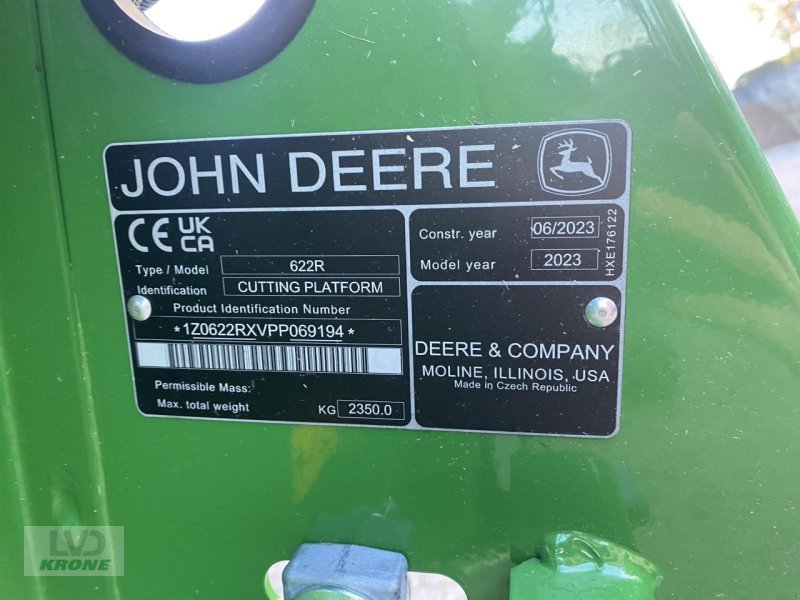 JOHN DEERE
CE UK CA
Constr. year 06/2023
Model year 2023
HXE176122
Type / Model 622R
Identification CUTTING PLATFORM
Product Identification Number
*1Z0622RXVPP069194*
Permissible Mass:
Max. total weight KG 2350.0
DEERE & COMPANY
MOLINE, ILLINOIS, USA
Made in Czech Republic
LVD
KRONE